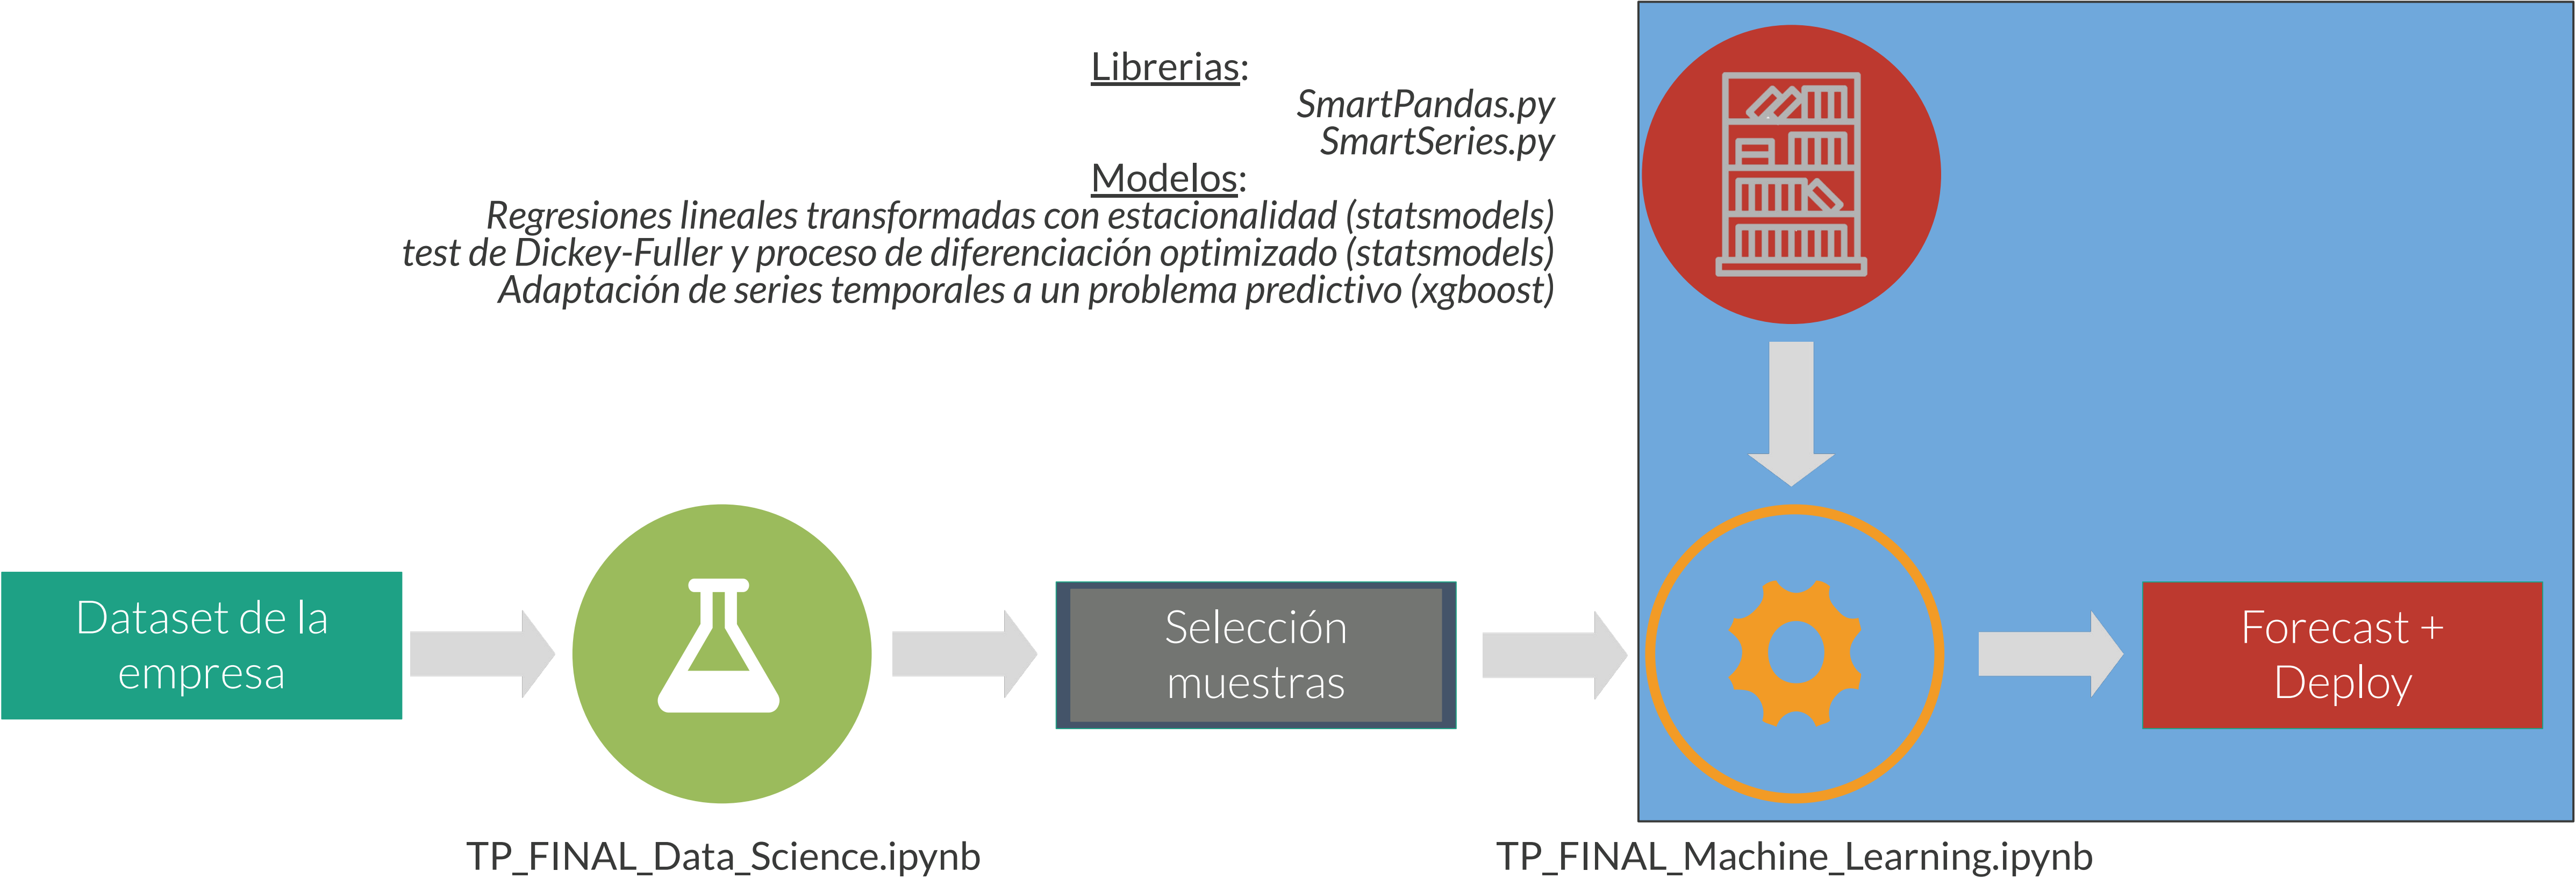 Librerias:
SmartPandas.py
SmartSeries.py
Modelos:
Regresiones lineales transformadas con estacionalidad (statsmodels)
test de Dickey-Fuller y proceso de diferenciación optimizado (statsmodels)
Adaptación de series temporales a un problema predictivo (xgboost)
Dataset de la
empresa
Selección
muestras
Forecast +
Deploy
TP_FINAL_Data_Science.ipynb
TP_FINAL_Machine_Learning.ipynb